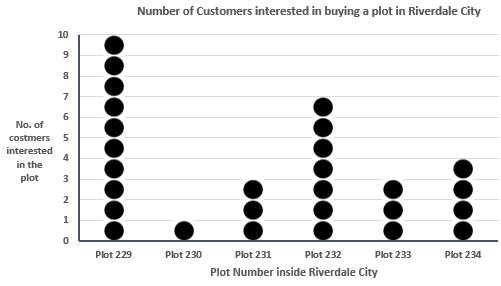 Number of Customers interested in buying a plot in Riverdale City
10
9
8
7
6
5
4
3
2
1
0
No. of
costmers
interested
in the
plot
Plot 229 Plot 230 Plot 231 Plot 232 Plot 233 Plot 234
Plot Number inside Riverdale City